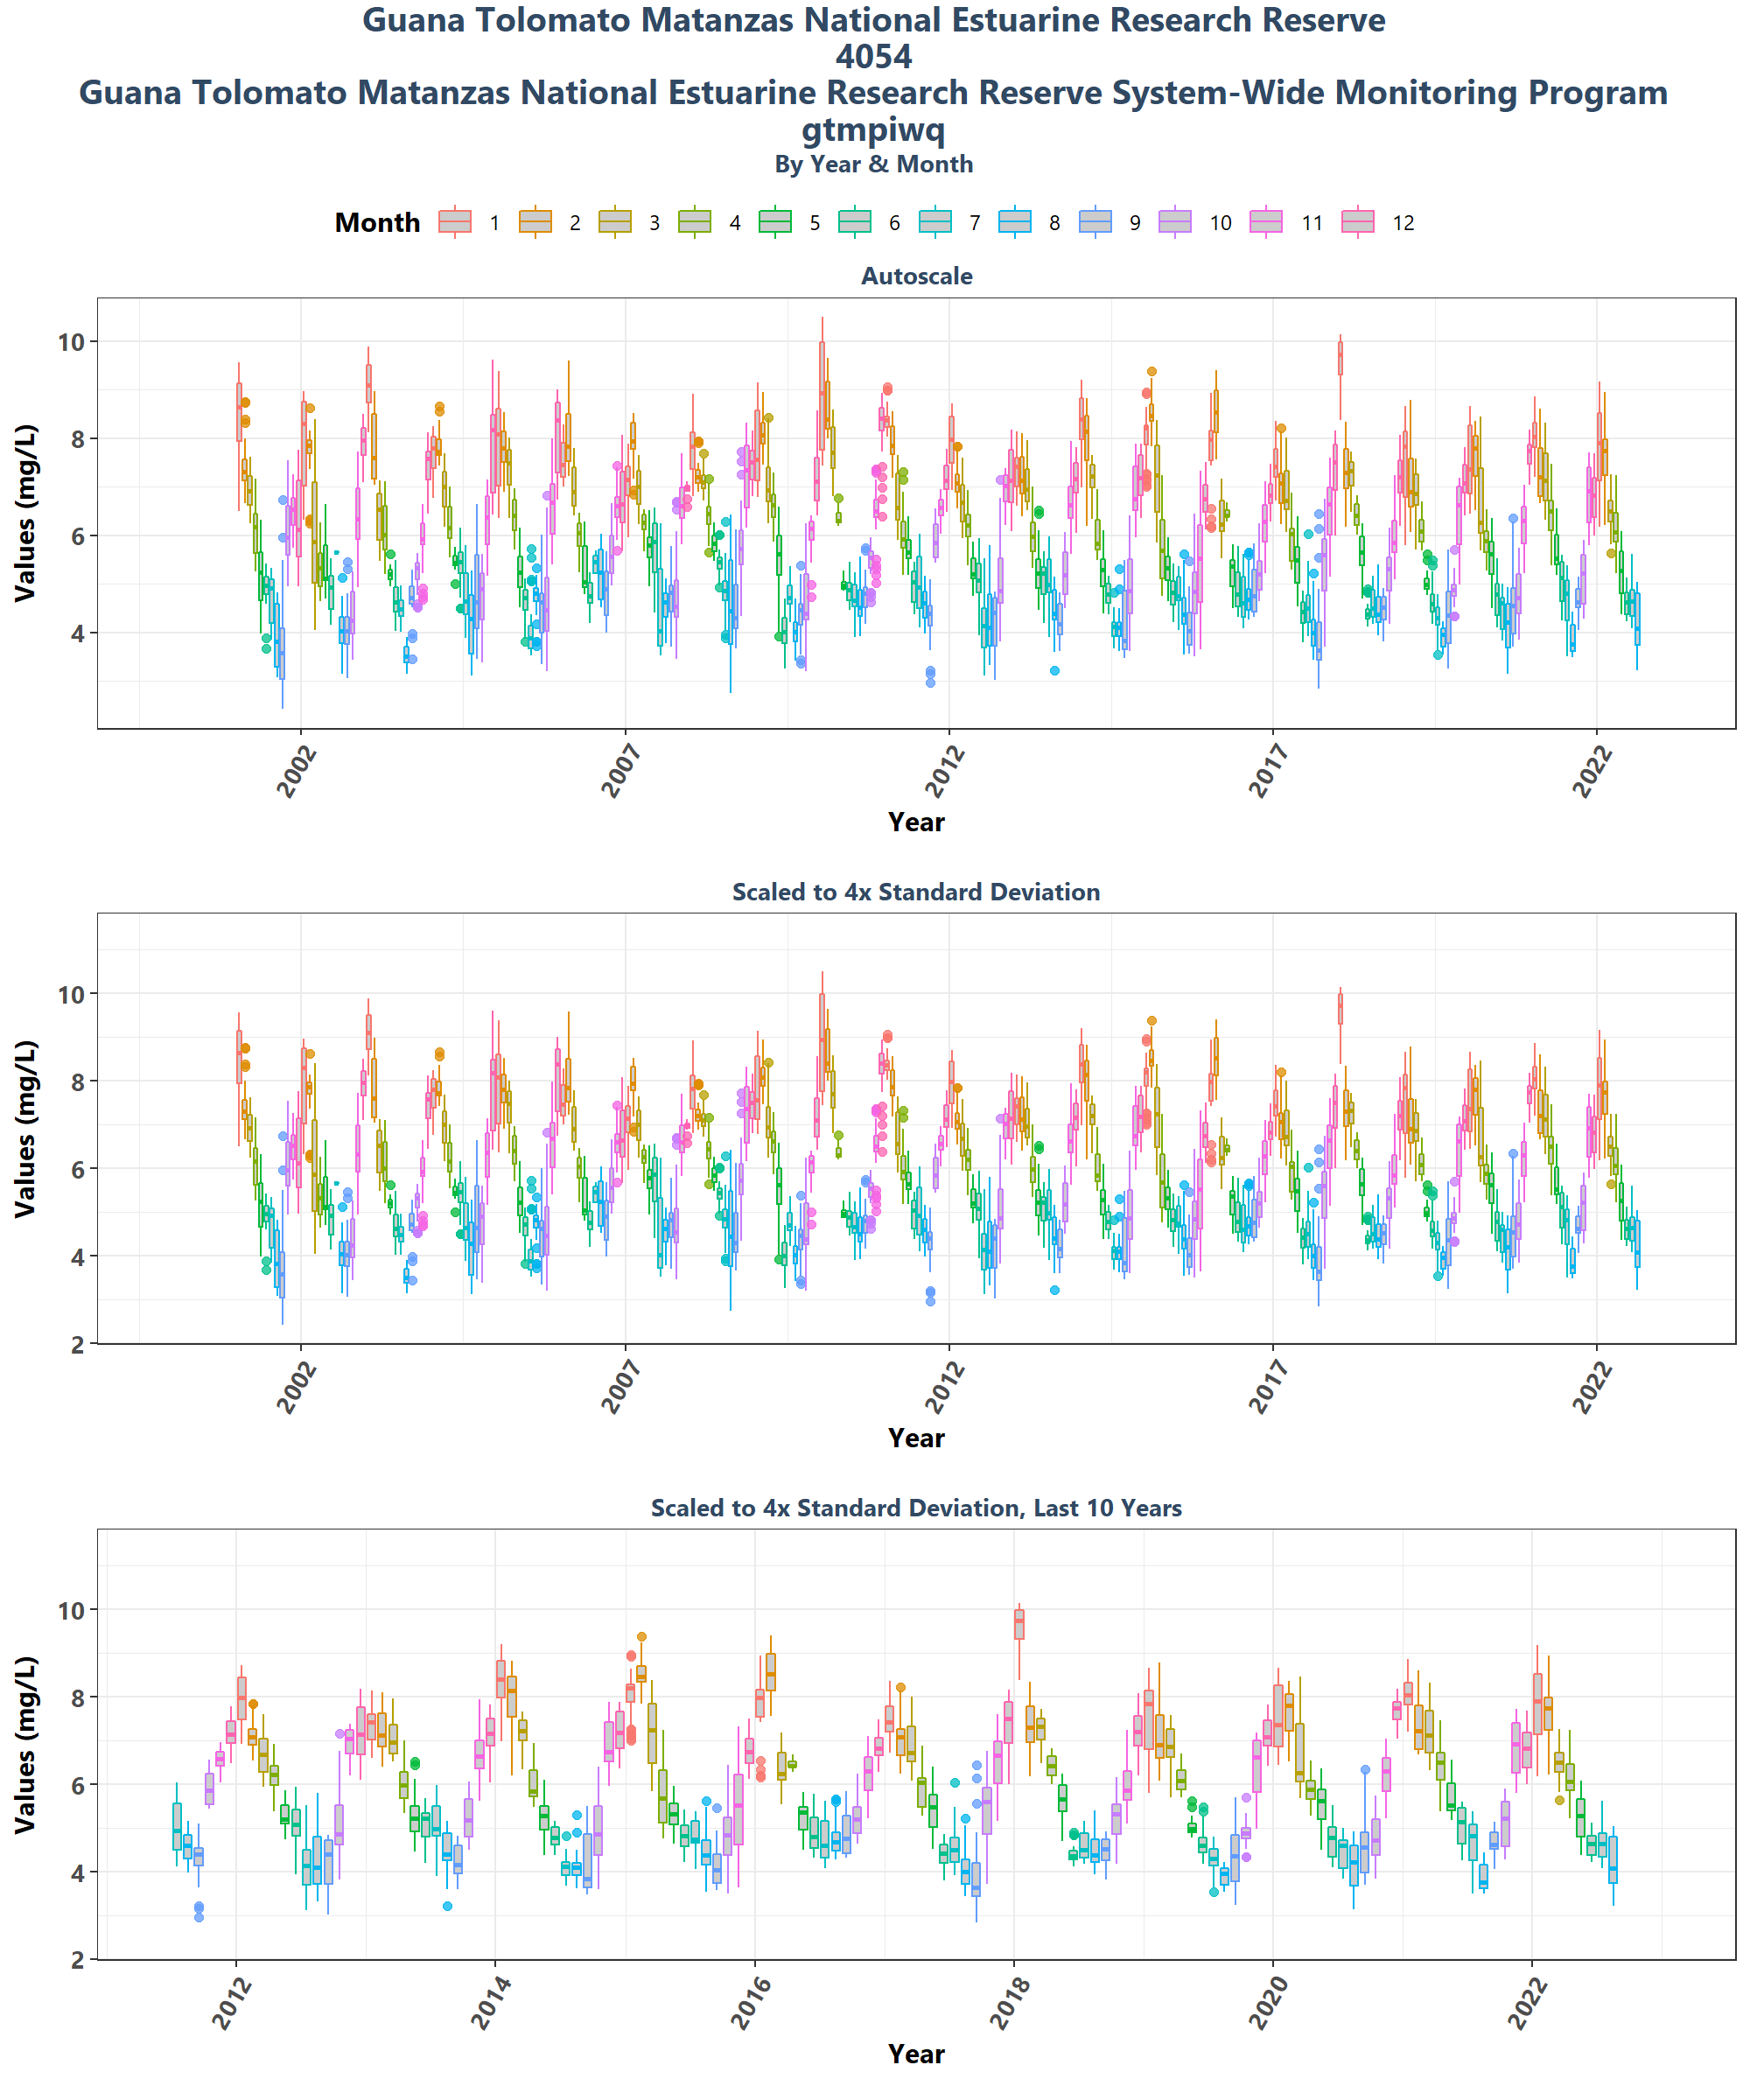 Guana Tolomato Matanzas National Estuarine Research Reserve
4054
Guana Tolomato Matanzas National Estuarine Research Reserve System-Wide Monitoring Program
gtmpiwq
By Year & Month
Month 1 2 3 4 5 6 7 8 9 10 11 12
Autoscale
Values (mg/L)
10
8
6
4
2002 2007 2012 2017 2022
Year
Scaled to 4x Standard Deviation
Values (mg/L)
10
8
6
4
2
2002 2007 2012 2017 2022
Year
Scaled to 4x Standard Deviation, Last 10 Years
Values (mg/L)
10
8
6
4
2
2012 2014 2016 2018 2020 2022
Year